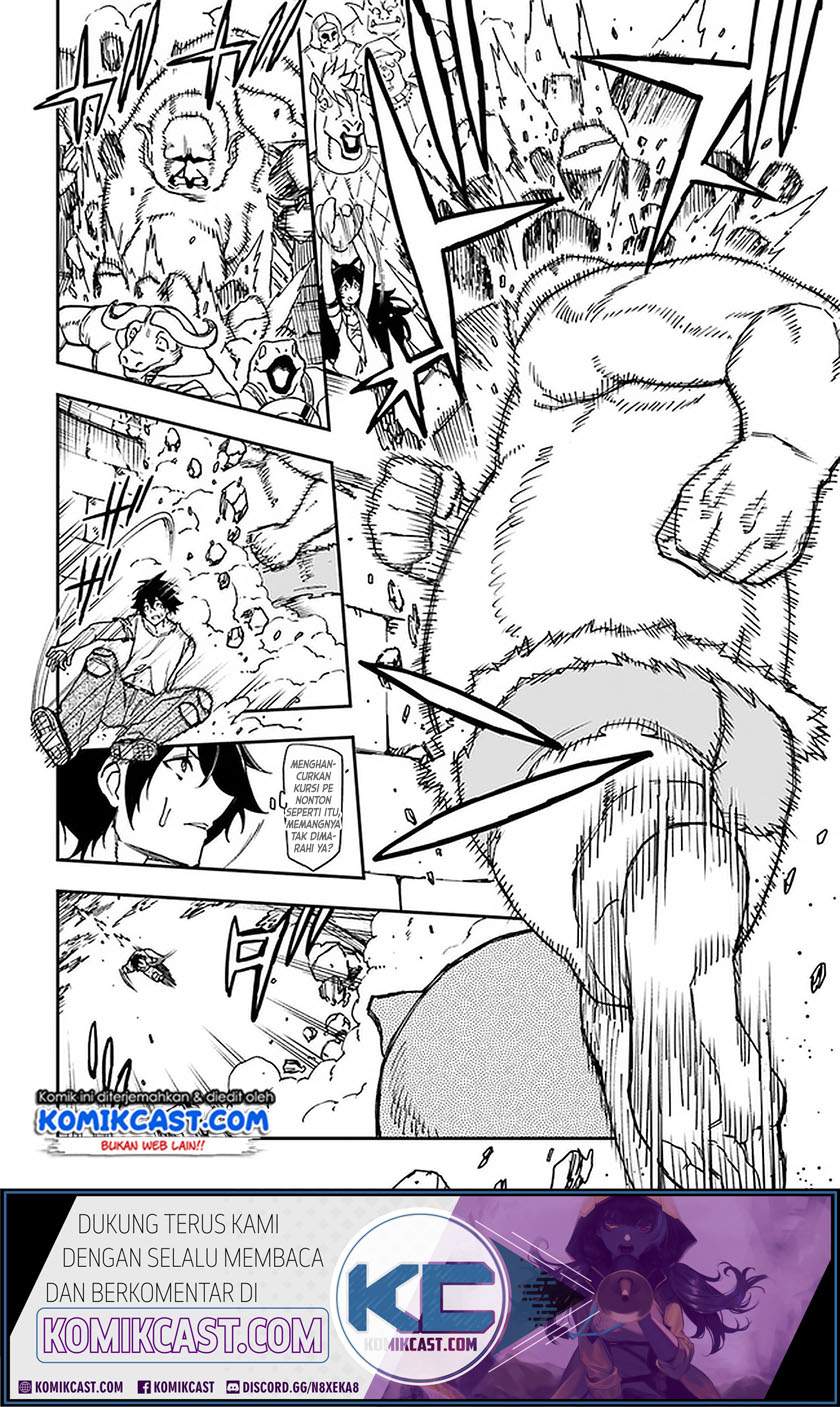 MENGHAN-
CURKAN
KURSI PE
NONTON
SEPERTI ITU,
MEMANGNYA
TAK DIMA-
RAHI YA?
Komik ini diterjemahkan & diedit oleh
KOMIKCAST.COM
BUKAN WEB LAIN!!
DUKUNG TERUS KAMI
DENGAN SELALU MEMBACA
DAN BERKOMENTAR DI
KOMIKCAST.COM
KC
KOMIKCAST.COM
KOMIKCAST.COM KOMIKCAST DISCORD.GG/N8XEKA8